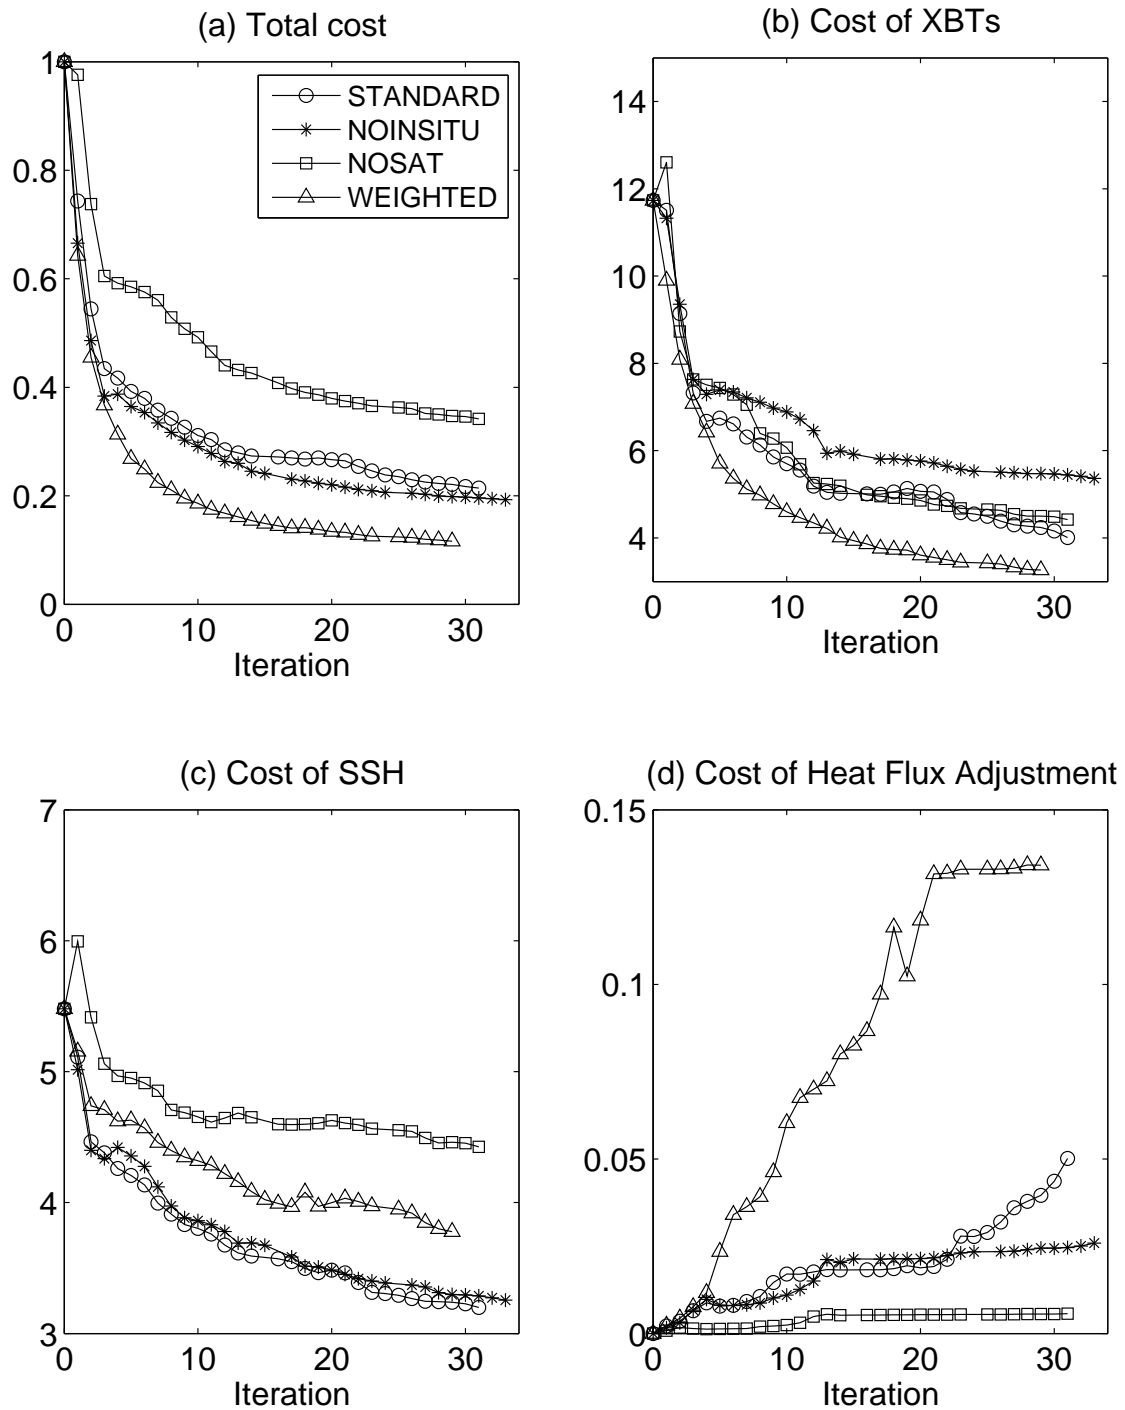 (a) Total cost
1
0.8
0.6
0.4
0.2
0
0 10 20 30
Iteration
STANDARD
NOINSITU
NOSAT
WEIGHTED
(b) Cost of XBTs
14
12
10
8
6
4
0 10 20 30
Iteration
(c) Cost of SSH
7
6
5
4
3
0 10 20 30
Iteration
(d) Cost of Heat Flux Adjustment
0.15
0.1
0.05
0
0 10 20 30
Iteration